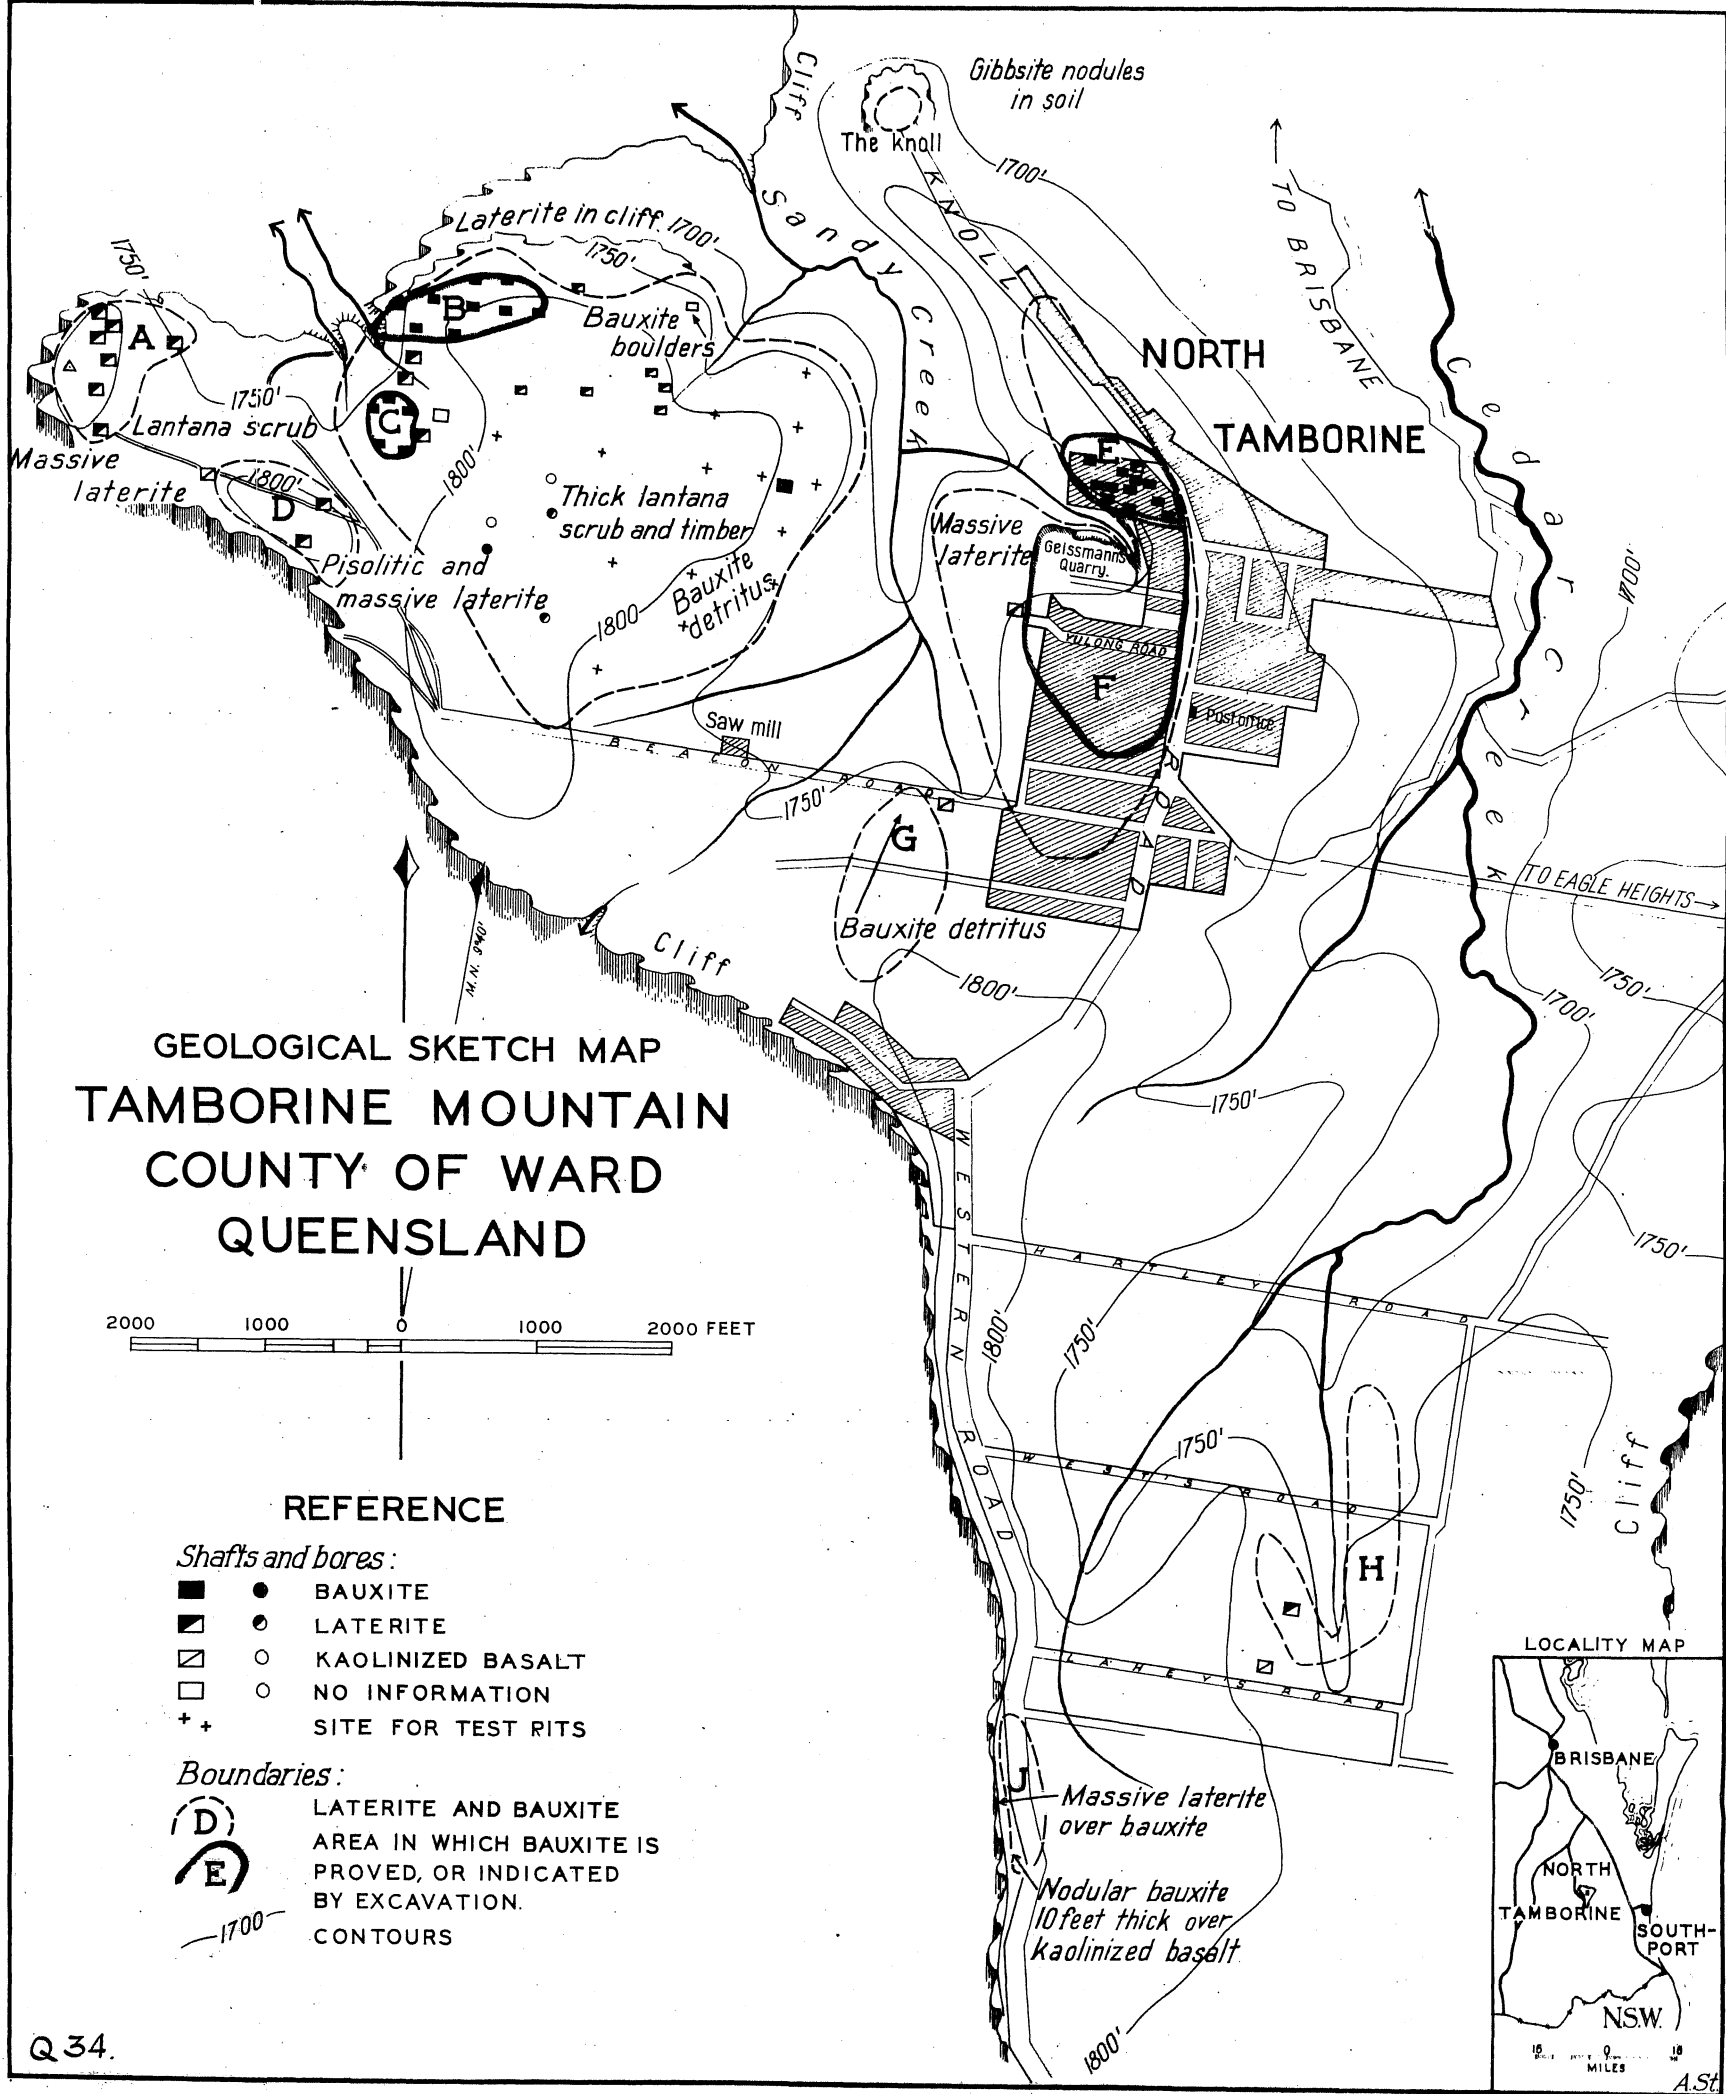 Cliff
Gibbsite nodules
in soil
The Knoll
1700'
KNOLL
TO BRISBANE
Sandy Creek
Laterite in cliff
1700'
1750'
1750'
A
B
Bauxite
boulders
NORTH
TAMBORINE
Cedar Creek
1750'
C
Lantana scrub
E
Massive
laterite
1800'
1800'
D
Thick lantana
scrub and timber
Massive
laterite
Geissmann's
Quarry.
Pisolitic and
massive laterite
Bauxite
detritus
1700'
1800
YULONG ROAD
F
Post office
Saw mill
BEACON ROAD
ROAD
1750'
G
TO EAGLE HEIGHTS
Bauxite detritus
Cliff
M.N. 9°40'
1800'
1750'
1700'
GEOLOGICAL SKETCH MAP
TAMBORINE MOUNTAIN
COUNTY OF WARD
QUEENSLAND
1750'
WESTERN ROAD
1750'
HARTLEY ROAD
2000 1000 0 1000 2000 FEET
1800'
1750'
1750'
WEST'S ROAD
1750'
Cliff
REFERENCE
Shafts and bores:
BAUXITE
LATERITE
KAOLINIZED BASALT
NO INFORMATION
SITE FOR TEST PITS
Boundaries:
D
LATERITE AND BAUXITE
E
AREA IN WHICH BAUXITE IS
PROVED, OR INDICATED
BY EXCAVATION.
1700
CONTOURS
H
LAHEY'S ROAD
J
Massive laterite
over bauxite
Nodular bauxite
10 feet thick over
kaolinized basalt
1800'
LOCALITY MAP
BRISBANE
NORTH
TAMBORINE
SOUTH-
PORT
N.S.W.
16 0 16
MILES
Q 34.
A.St.